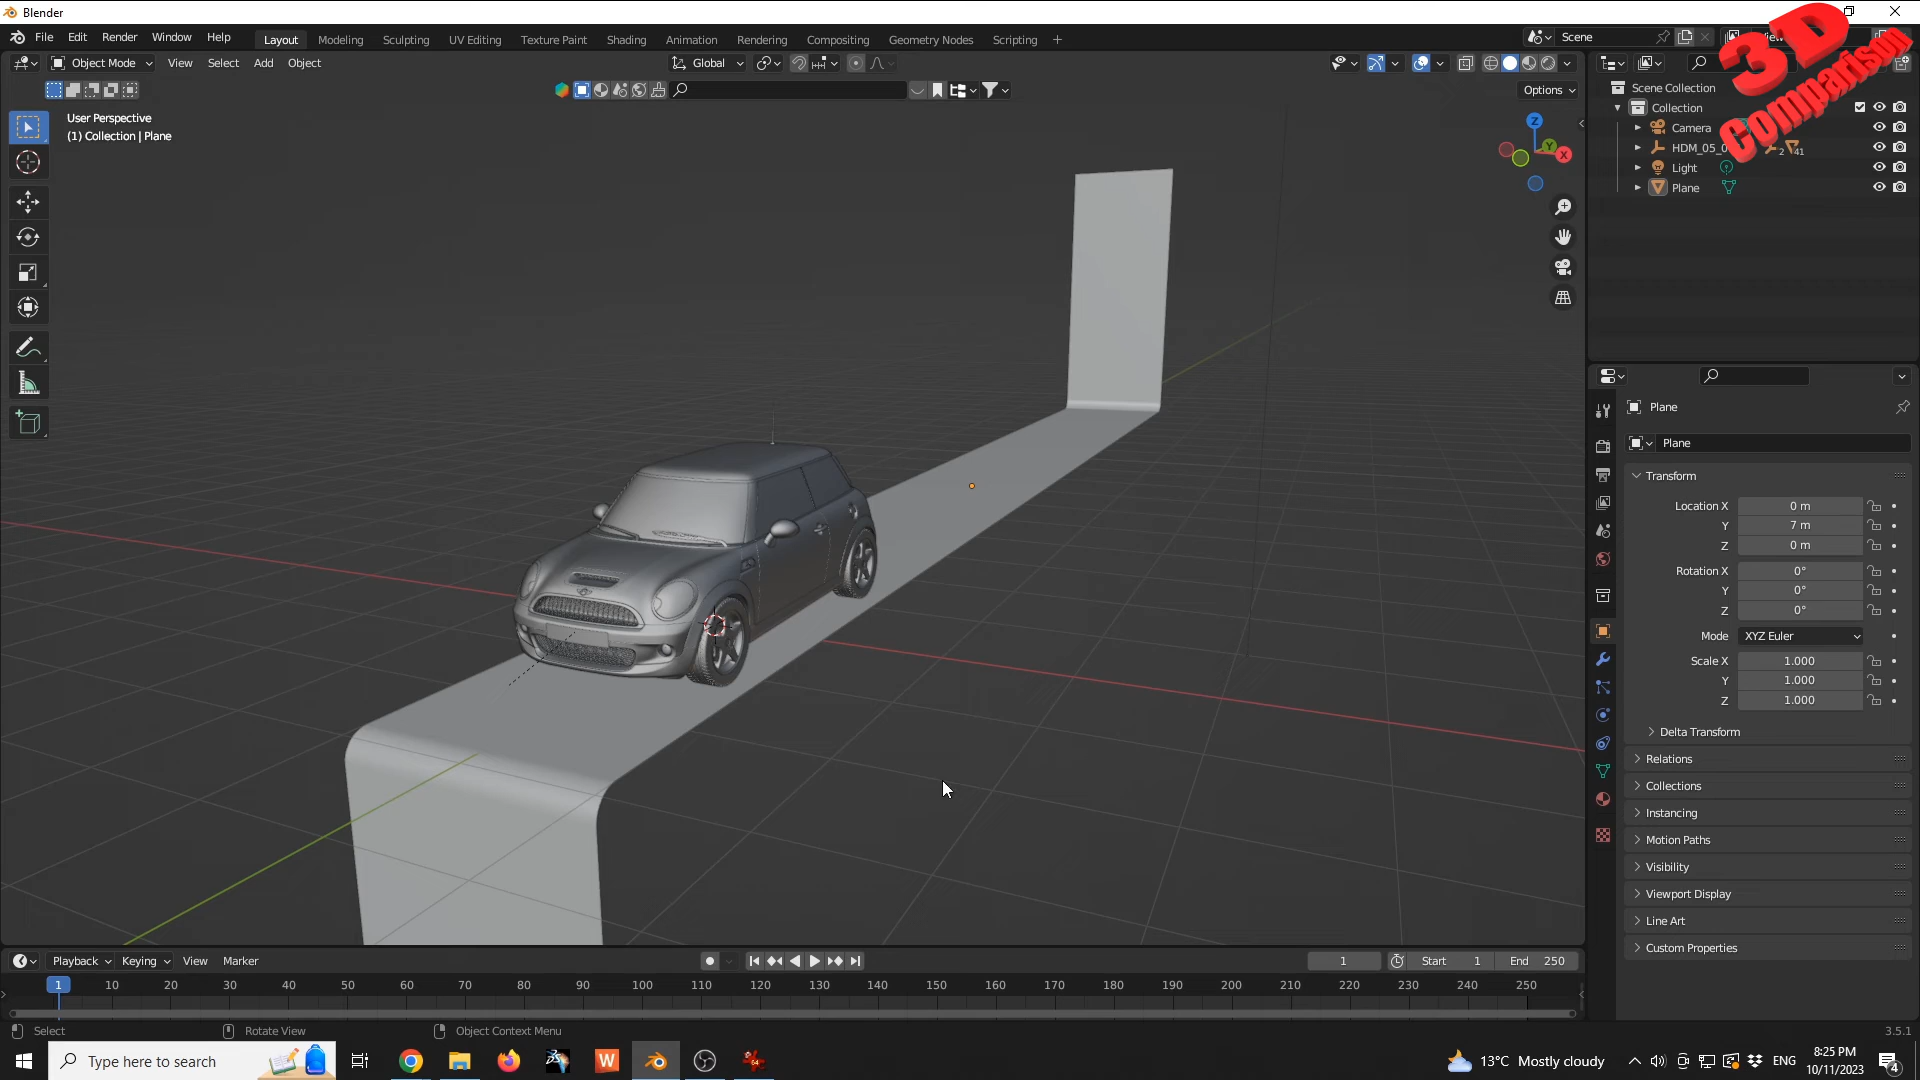 Blender
File Edit Render Window Help Layout Modeling Sculpting UV Editing Texture Paint Shading Animation Rendering Compositing Geometry Nodes Scripting + Scene
3D
Comparison
Object Mode View Select Add Object Global
Options
User Perspective
(1) Collection | Plane
Z
Y
X
Scene Collection
Collection
Camera
HDM_05_0 2 41
Light
Plane
Plane
Plane
Transform
Location X 0 m
Y 7 m
Z 0 m
Rotation X 0°
Y 0°
Z 0°
Mode XYZ Euler
Scale X 1.000
Y 1.000
Z 1.000
Delta Transform
Relations
Collections
Instancing
Motion Paths
Visibility
Viewport Display
Line Art
Custom Properties
Playback Keying View Marker 1 Start 1 End 250
1 10 20 30 40 50 60 70 80 90 100 110 120 130 140 150 160 170 180 190 200 210 220 230 240 250
Select Rotate View Object Context Menu 3.5.1
Type here to search 13°C Mostly cloudy ENG 8:25 PM
10/11/2023 4